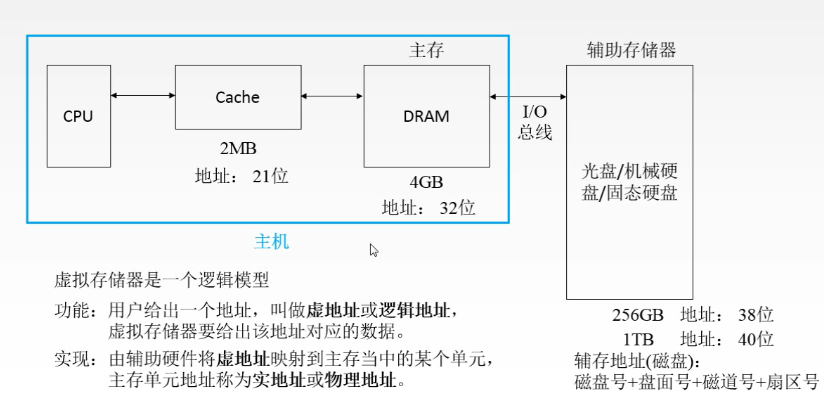 主存
辅助存储器
CPU
Cache
DRAM
I/O
总线
光盘/机械硬
盘/固态硬盘
2MB
地址： 21位
4GB
地址： 32位
主机
256GB 地址： 38位
1TB 地址： 40位
辅存地址(磁盘)：
磁盘号+盘面号+磁道号+扇区号
虚拟存储器是一个逻辑模型
功能：用户给出一个地址，叫做虚地址或逻辑地址，
虚拟存储器要给出该地址对应的数据。
实现：由辅助硬件将虚地址映射到主存当中的某个单元，
主存单元地址称为实地址或物理地址。